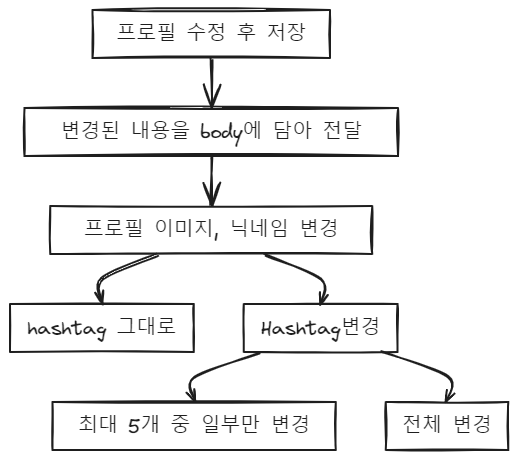 프로필 수정 후 저장
변경된 내용을 body에 담아 전달
프로필 이미지, 닉네임 변경
hashtag 그대로
Hashtag변경
최대 5개 중 일부만 변경
전체 변경